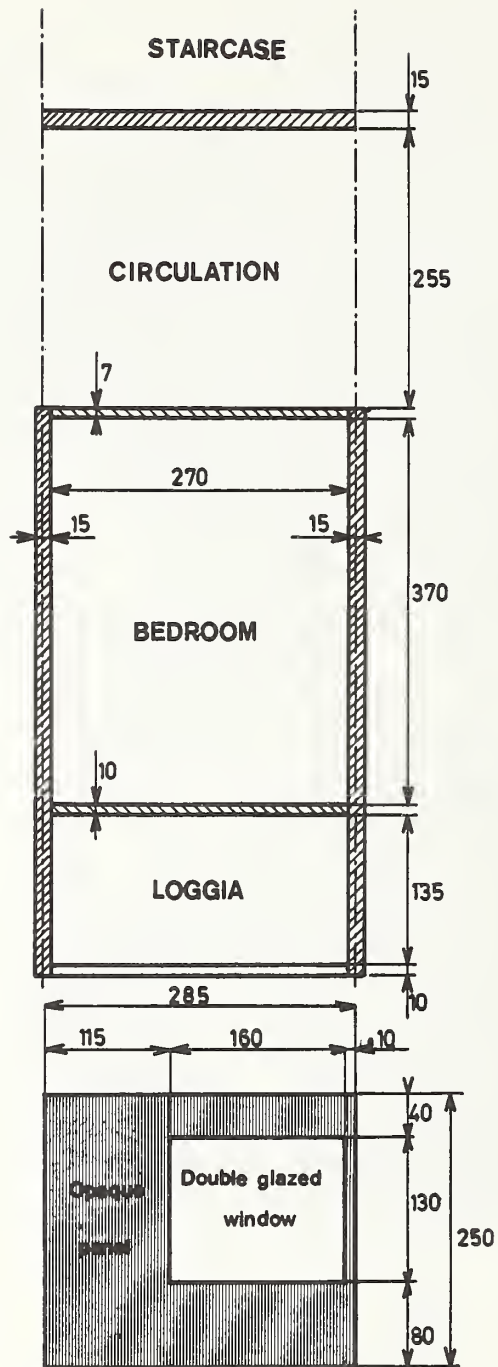 STAIRCASE
15
CIRCULATION
255
7
270
15
15
370
BEDROOM
10
LOGGIA
135
10
285
115
160
10
40
Opaque
panel
Double glazed
window
130
250
80